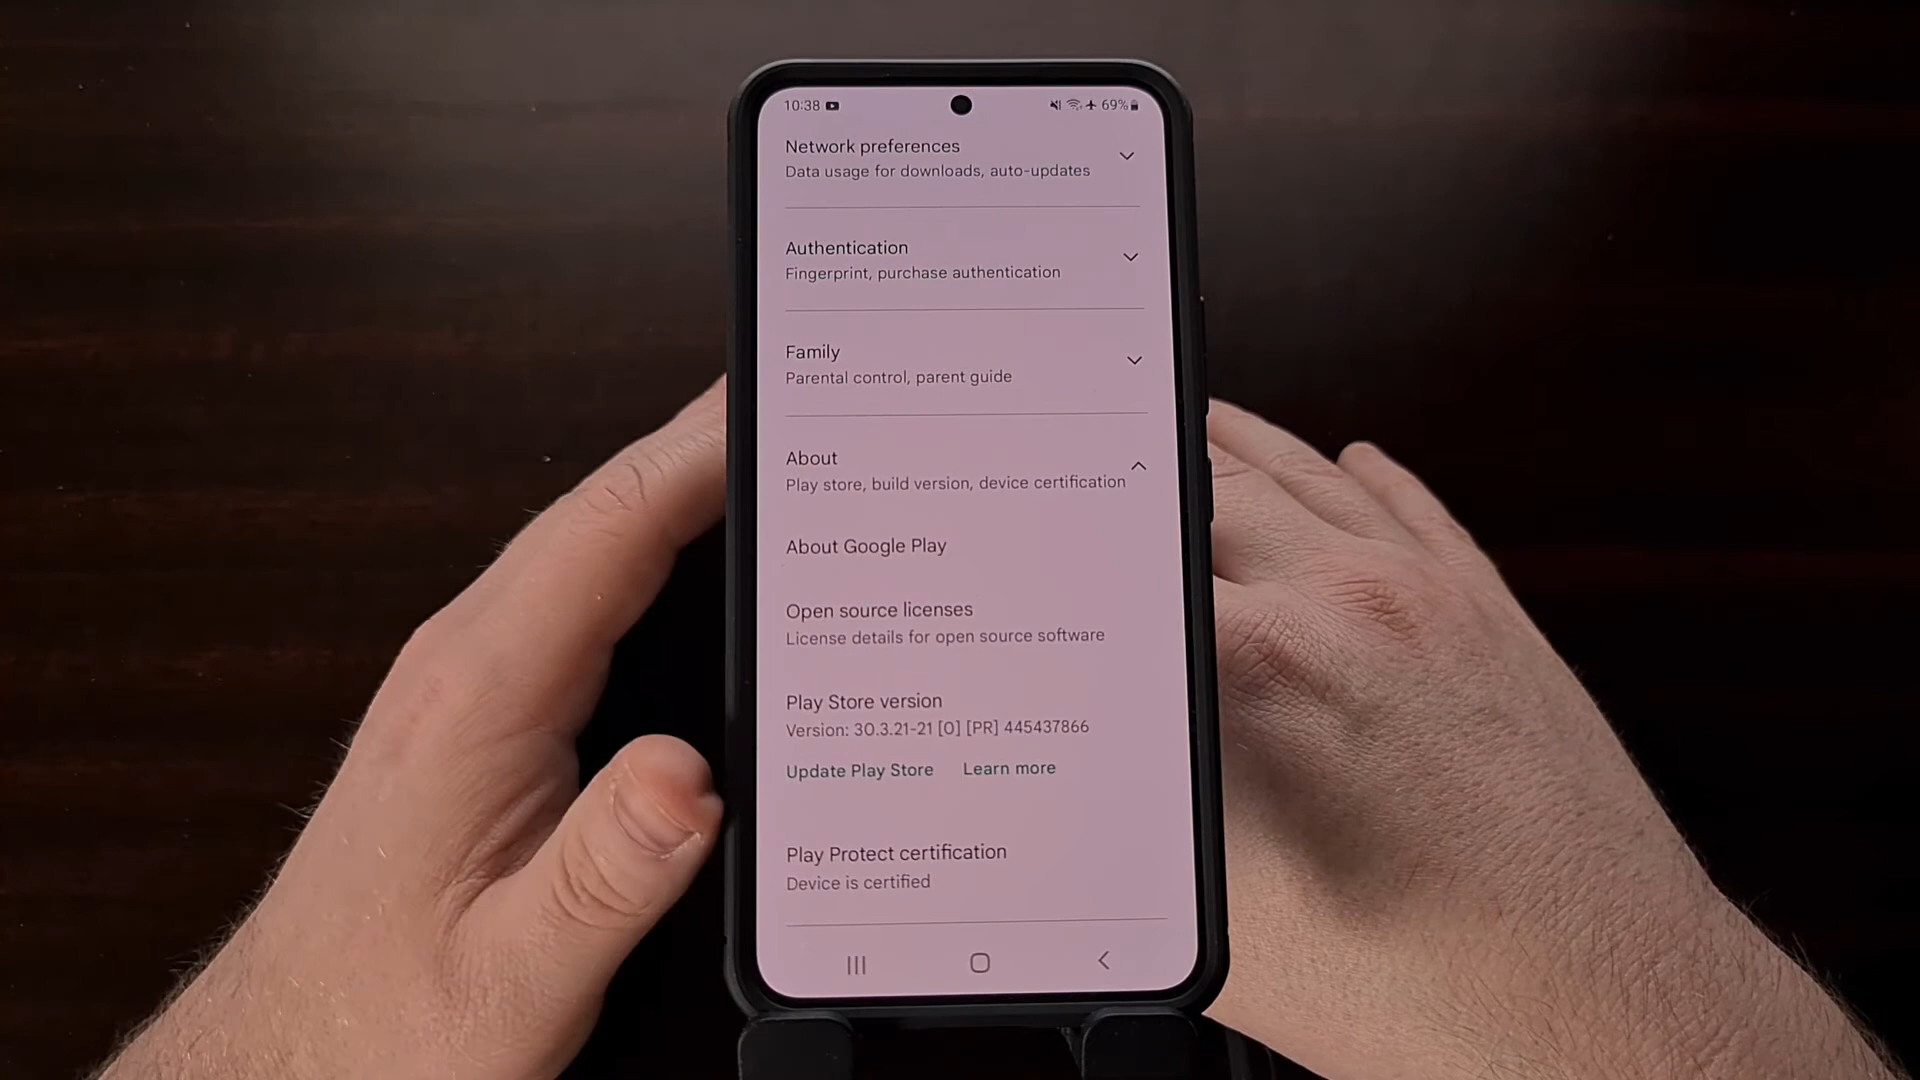 10:38
69%
Network preferences
Data usage for downloads, auto-updates
Authentication
Fingerprint, purchase authentication
Family
Parental control, parent guide
About
Play store, build version, device certification
About Google Play
Open source licenses
License details for open source software
Play Store version
Version: 30.3.21-21 [0] [PR] 445437866
Update Play Store Learn more
Play Protect certification
Device is certified